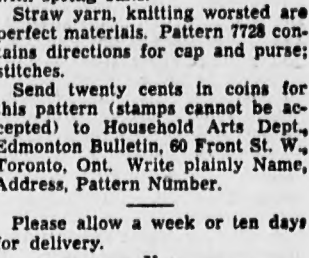 Straw yarn, knitting worsted are
perfect materials. Pattern 7728 con-
tains directions for cap and purse;
stitches.
Send twenty cents in coins for
this pattern (stamps cannot be ac-
cepted) to Household Arts Dept.,
Edmonton Bulletin, 60 Front St. W.,
Toronto, Ont. Write plainly Name,
Address, Pattern Number.
Please allow a week or ten days
for delivery.